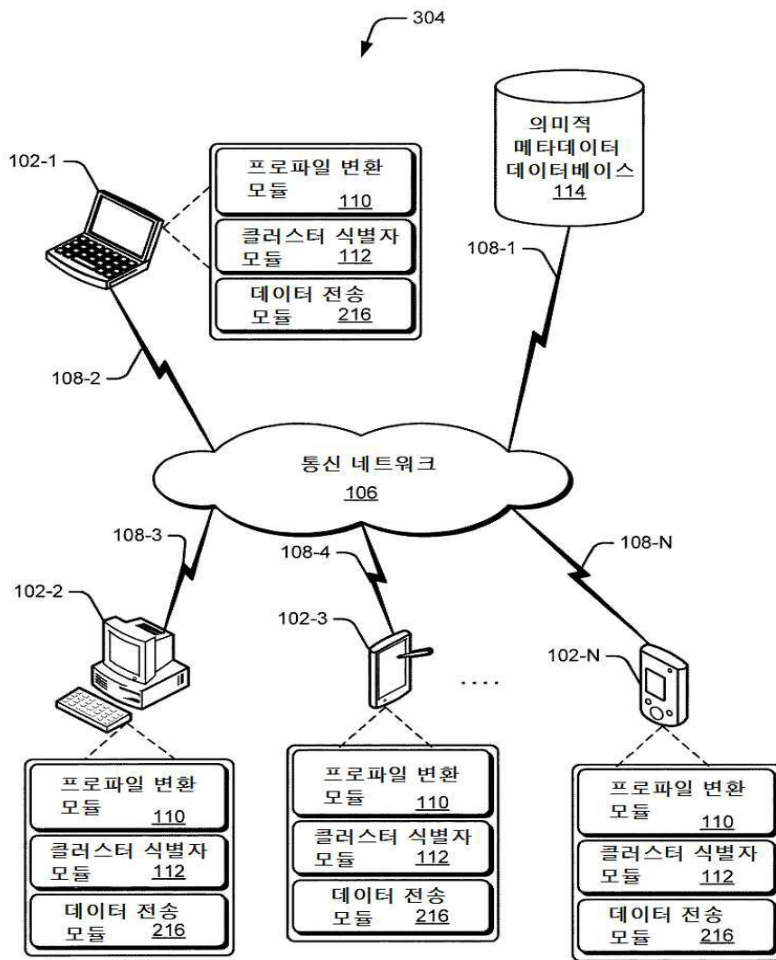 304
의미적
메타데이터
데이터베이스
114
102-1
프로파일 변환
모듈 110
클러스터 식별자
모듈 112
데이터 전송
모듈 216
108-1
108-2
통신 네트워크
106
108-3
108-4
108-N
102-2
102-3
102-N
....
프로파일 변환
모듈 110
클러스터 식별자
모듈 112
데이터 전송
모듈 216
프로파일 변환
모듈 110
클러스터 식별자
모듈 112
데이터 전송
모듈 216
프로파일 변환
모듈 110
클러스터 식별자
모듈 112
데이터 전송
모듈 216